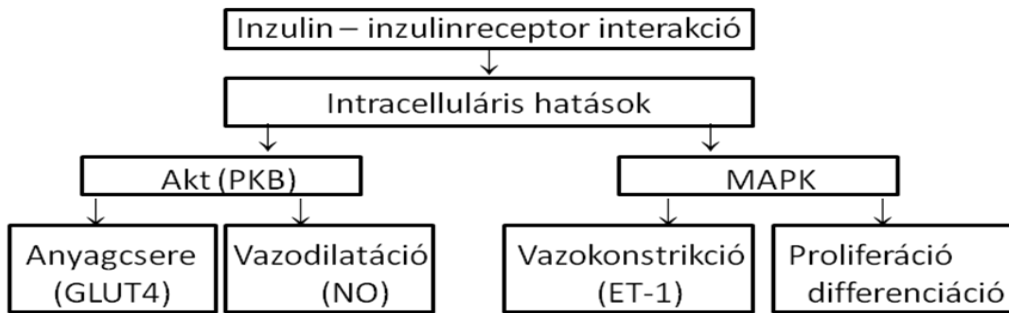 Inzulin – inzulinreceptor interakció
Intracelluláris hatások
Akt (PKB)
MAPK
Anyagcsere
(GLUT4)
Vazodilatáció
(NO)
Vazokonstrikció
(ET-1)
Proliferáció
differenciáció